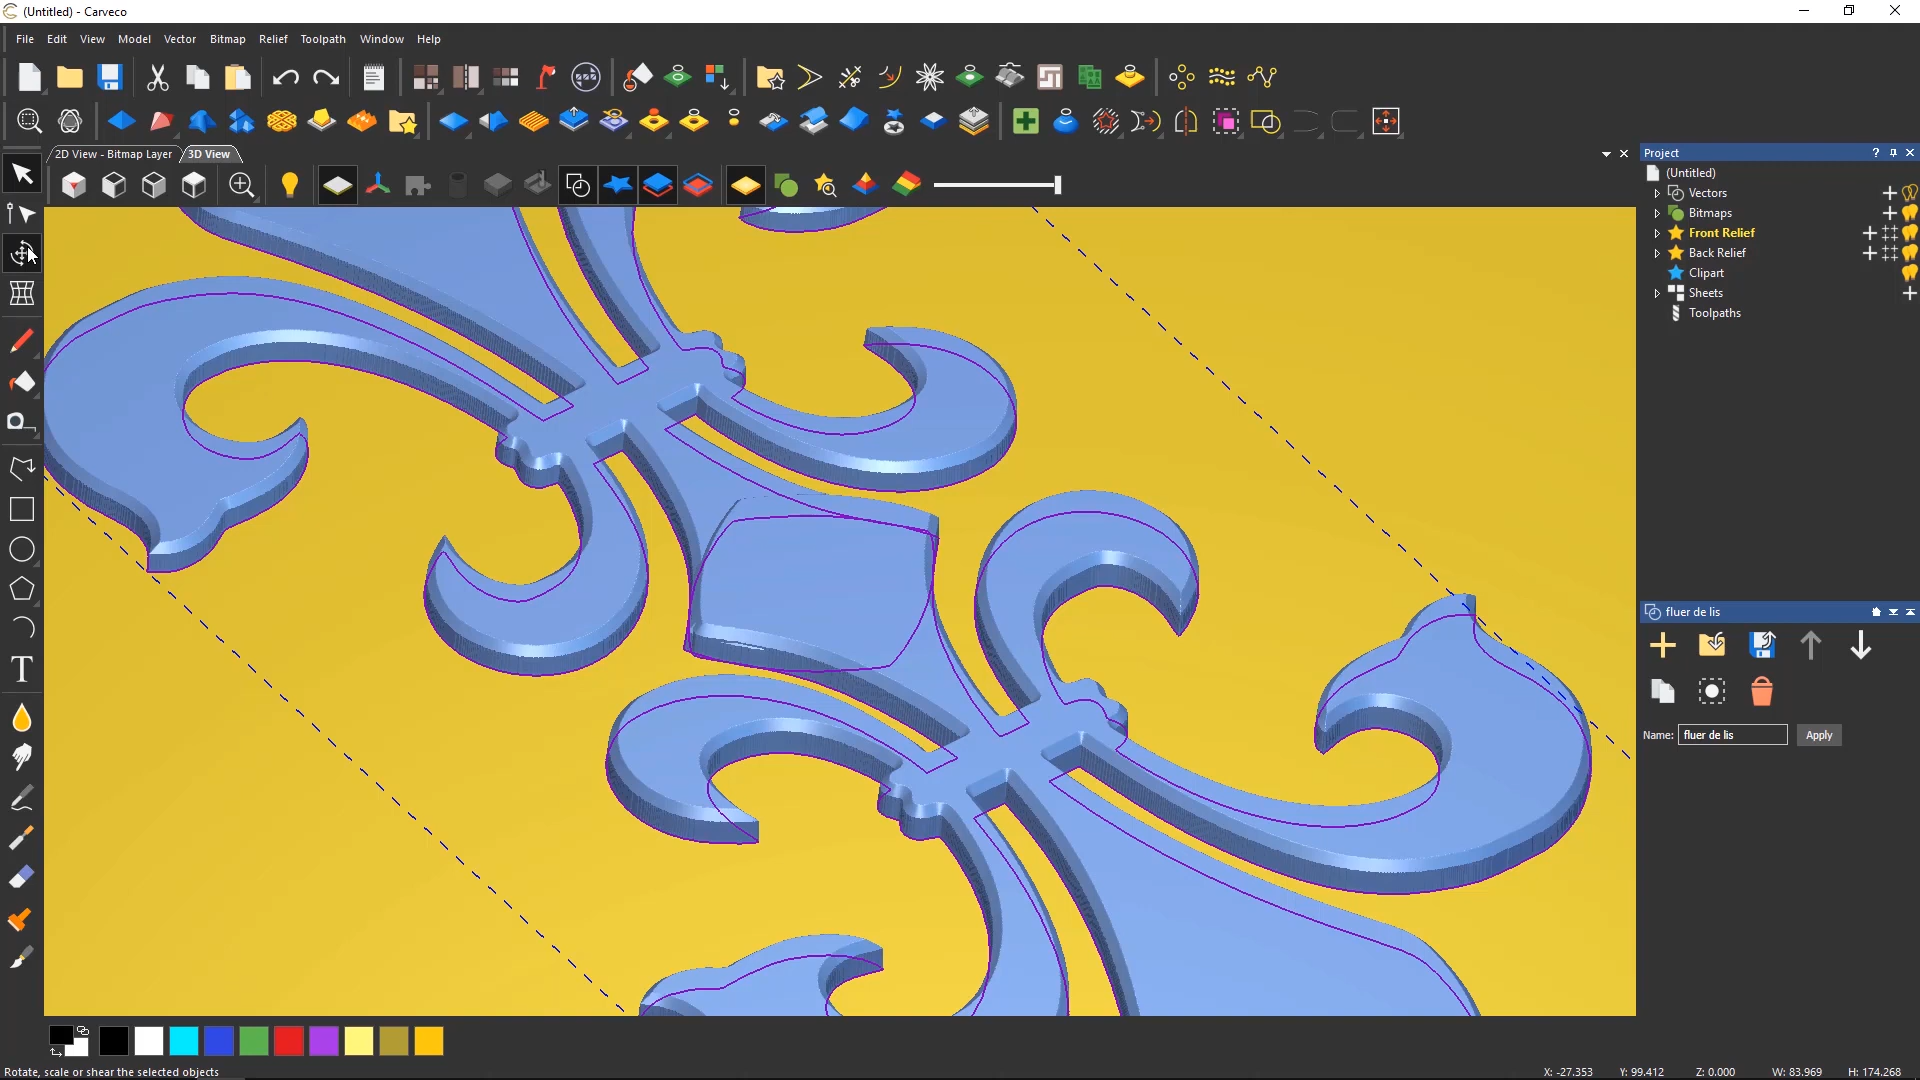 (Untitled) - Carveco
File Edit View Model Vector Bitmap Relief Toolpath Window Help
2D View - Bitmap Layer 3D View
Project
(Untitled)
Vectors
Bitmaps
Front Relief
Back Relief
Clipart
Sheets
Toolpaths
fluer de lis
Name: fluer de lis Apply
T
Rotate, scale or shear the selected objects
X: -27.353 Y: 99.412 Z: 0.000 W: 83.969 H: 174.268